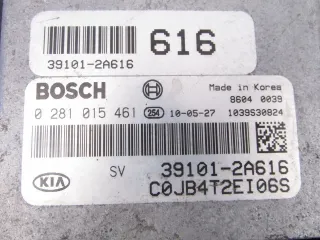 616
39101-2A616
BOSCH
Made in Korea
8604 0039
0 281 015 461 254 10-05-27 1039S30824
39101-2A616
KIA SV
C0JB4T2EI06S